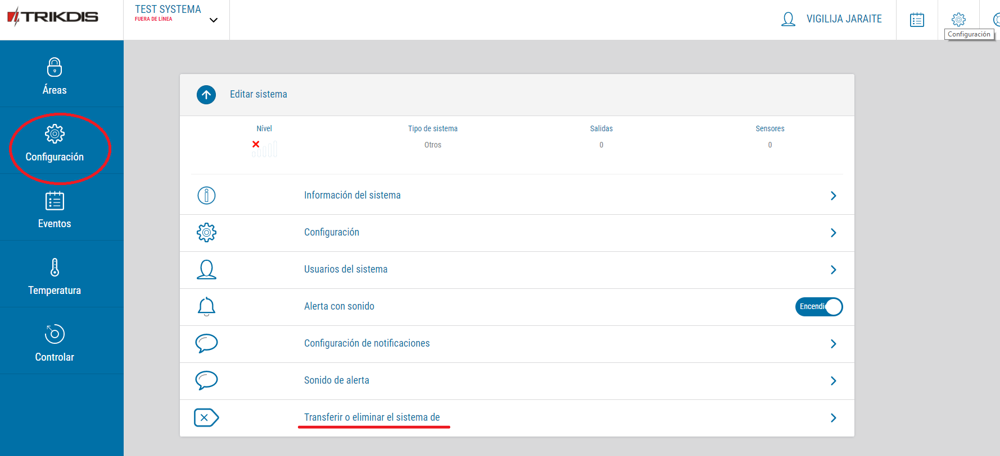 TRIKDIS
TEST SYSTEMA
FUERA DE LÍNEA
VIGILIJA JARAITE
Configuración
Áreas
Configuración
Eventos
Temperatura
Controlar
Editar sistema
Nível
Tipo de sistema
Salidas
Sensores
Otros
0
0
Información del sistema
Configuración
Usuarios del sistema
Alerta con sonido
Encendi
Configuración de notificaciones
Sonido de alerta
Transferir o eliminar el sistema de